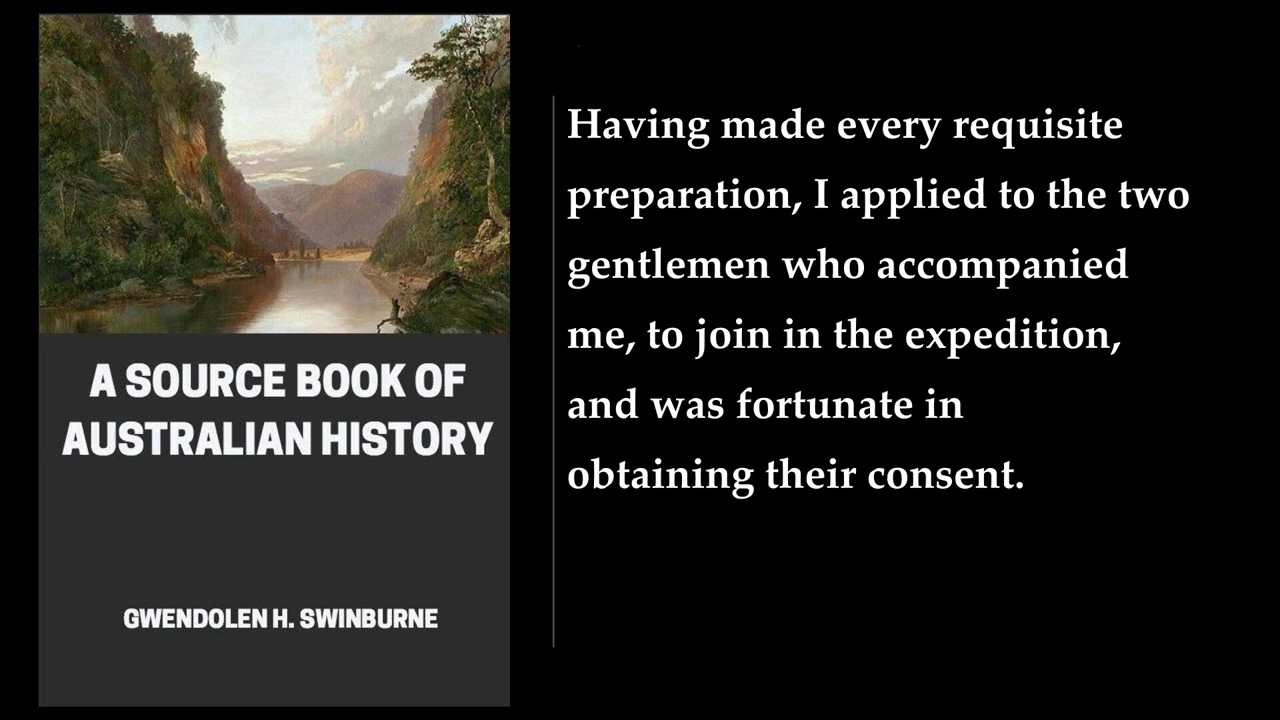 A SOURCE BOOK OF
AUSTRALIAN HISTORY
GWENDOLEN H. SWINBURNE
Having made every requisite
preparation, I applied to the two
gentlemen who accompanied
me, to join in the expedition,
and was fortunate in
obtaining their consent.